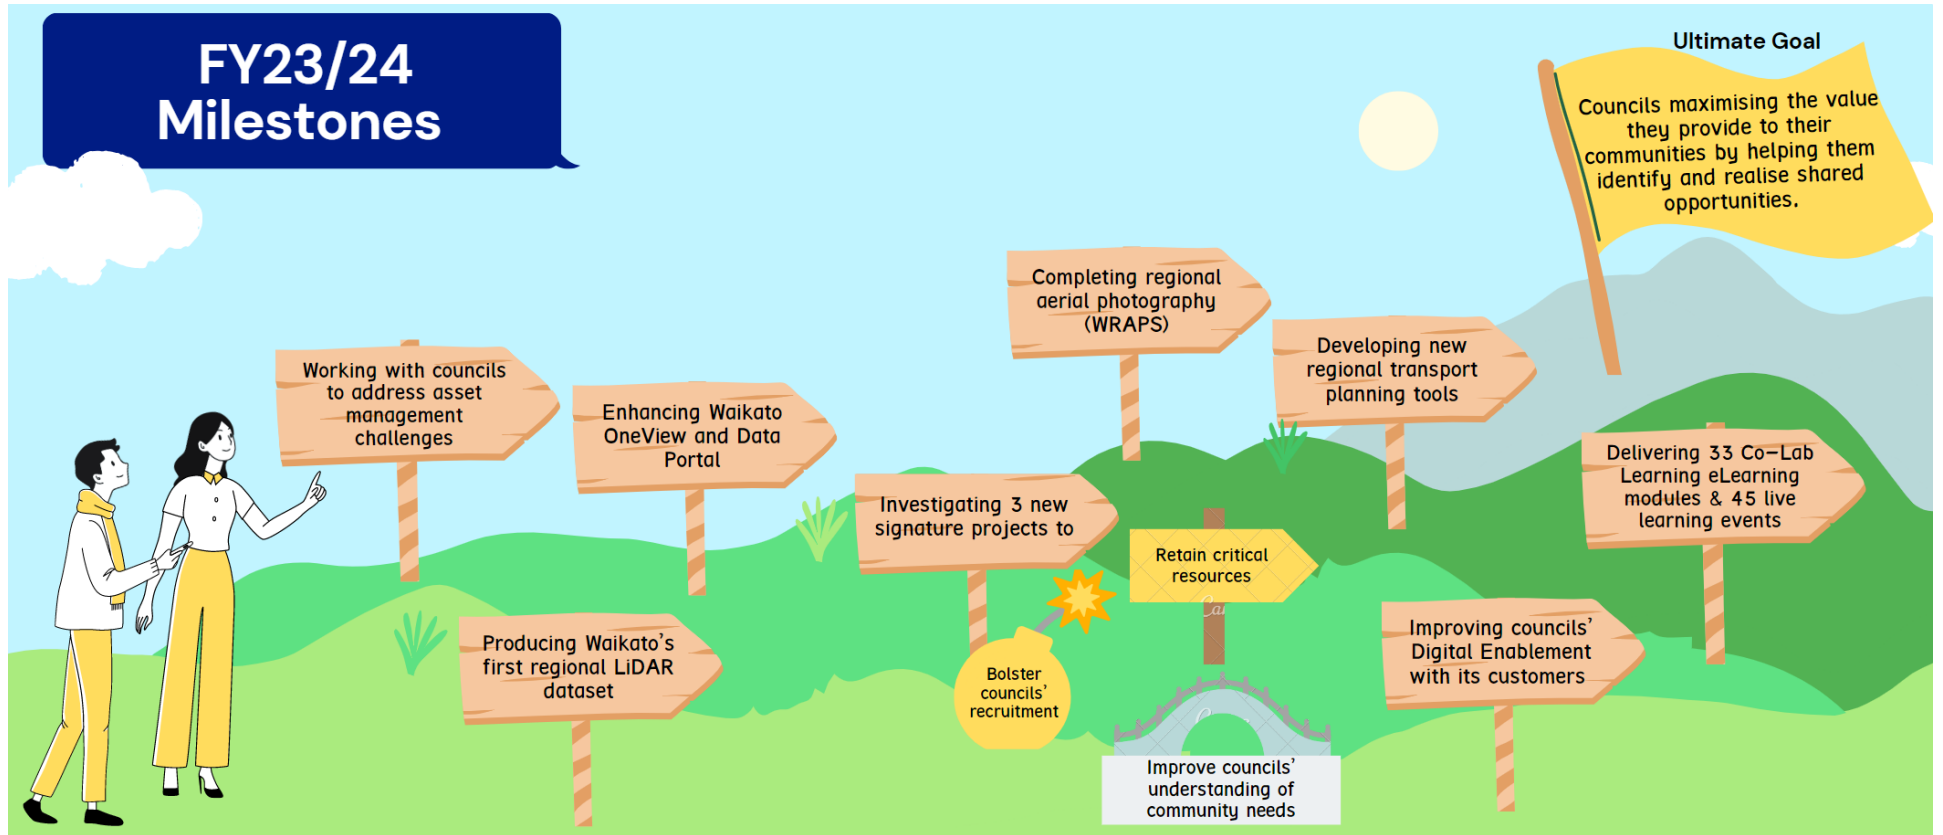 FY23/24
Milestones
Ultimate Goal
Councils maximising the value
they provide to their
communities by helping them
identify and realise shared
opportunities.
Working with councils
to address asset
management
challenges
Enhancing Waikato
OneView and Data
Portal
Producing Waikato's
first regional LiDAR
dataset
Completing regional
aerial photography
(WRAPS)
Investigating 3 new
signature projects to
Retain critical
resources
Ca
Bolster
councils'
recruitment
Improve councils'
understanding of
community needs
Developing new
regional transport
planning tools
Delivering 33 Co-Lab
Learning eLearning
modules & 45 live
learning events
Improving councils'
Digital Enablement
with its customers